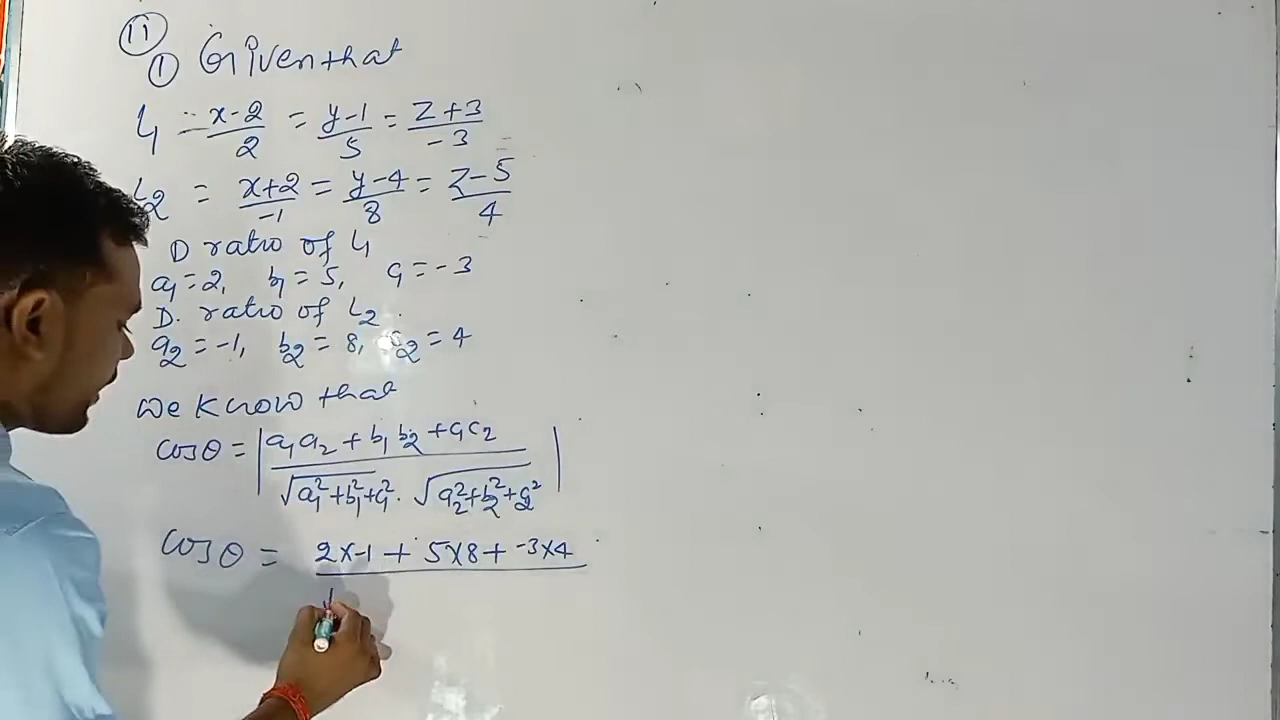 11
① Given that
L₁ = x-2/2 = y-1/5 = z+3/-3
L₂ = x+2/-1 = y-4/8 = z-5/4
D ratio of L₁
a₁ = 2, b₁ = 5, c₁ = -3
D. ratio of L₂.
a₂ = -1, b₂ = 8, c₂ = 4
we know that
cosθ = | a₁a₂ + b₁b₂ + c₁c₂ / √a₁²+b₁²+c₁² . √a₂²+b₂²+c₂² |
cosθ = 2×-1 + 5×8 + -3×4